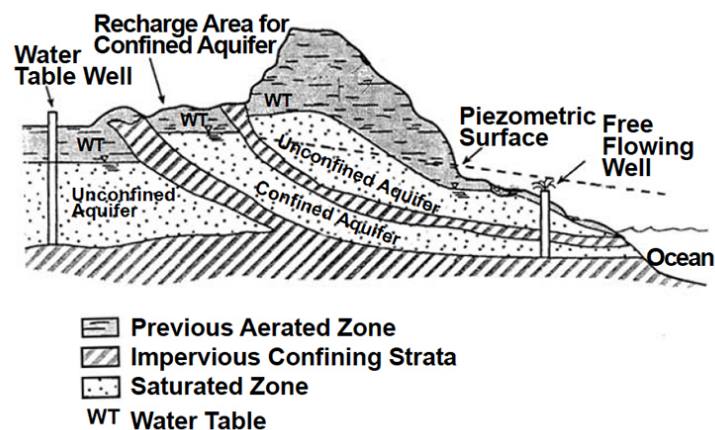 Recharge Area for
Confined Aquifer
Water
Table Well
WT
WT
WT
Piezometric
Surface
Free
Flowing
Well
Unconfined
Aquifer
Unconfined Aquifer
Confined Aquifer
Ocean
Previous Aerated Zone
Impervious Confining Strata
Saturated Zone
WT Water Table